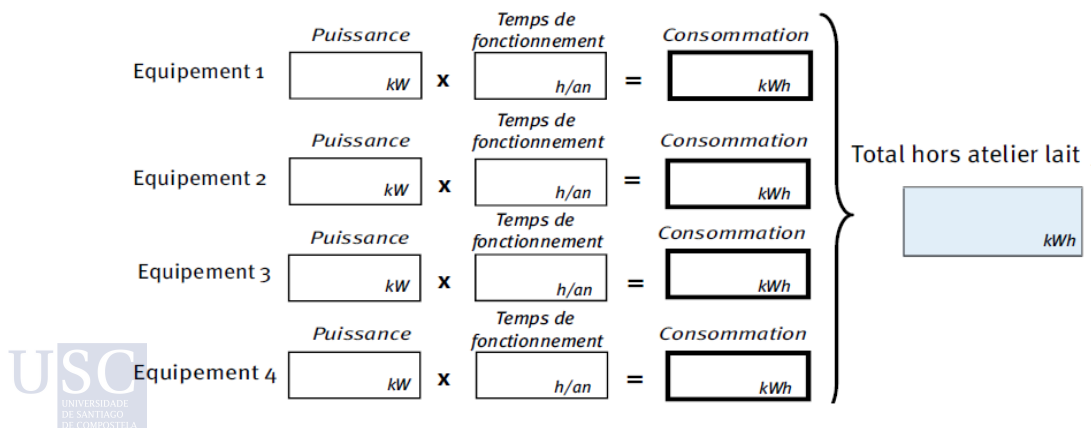 Puissance
Temps de
fonctionnement
Consommation
Equipement 1
kW
x
h/an
=
kWh
Puissance
Temps de
fonctionnement
Consommation
Equipement 2
kW
x
h/an
=
kWh
Total hors atelier lait
kWh
Puissance
Temps de
fonctionnement
Consommation
Equipement 3
kW
x
h/an
=
kWh
Puissance
Temps de
fonctionnement
Consommation
Equipement 4
kW
x
h/an
=
kWh
USC
UNIVERSIDADE
DE SANTIAGO
DE COMPOSTELA